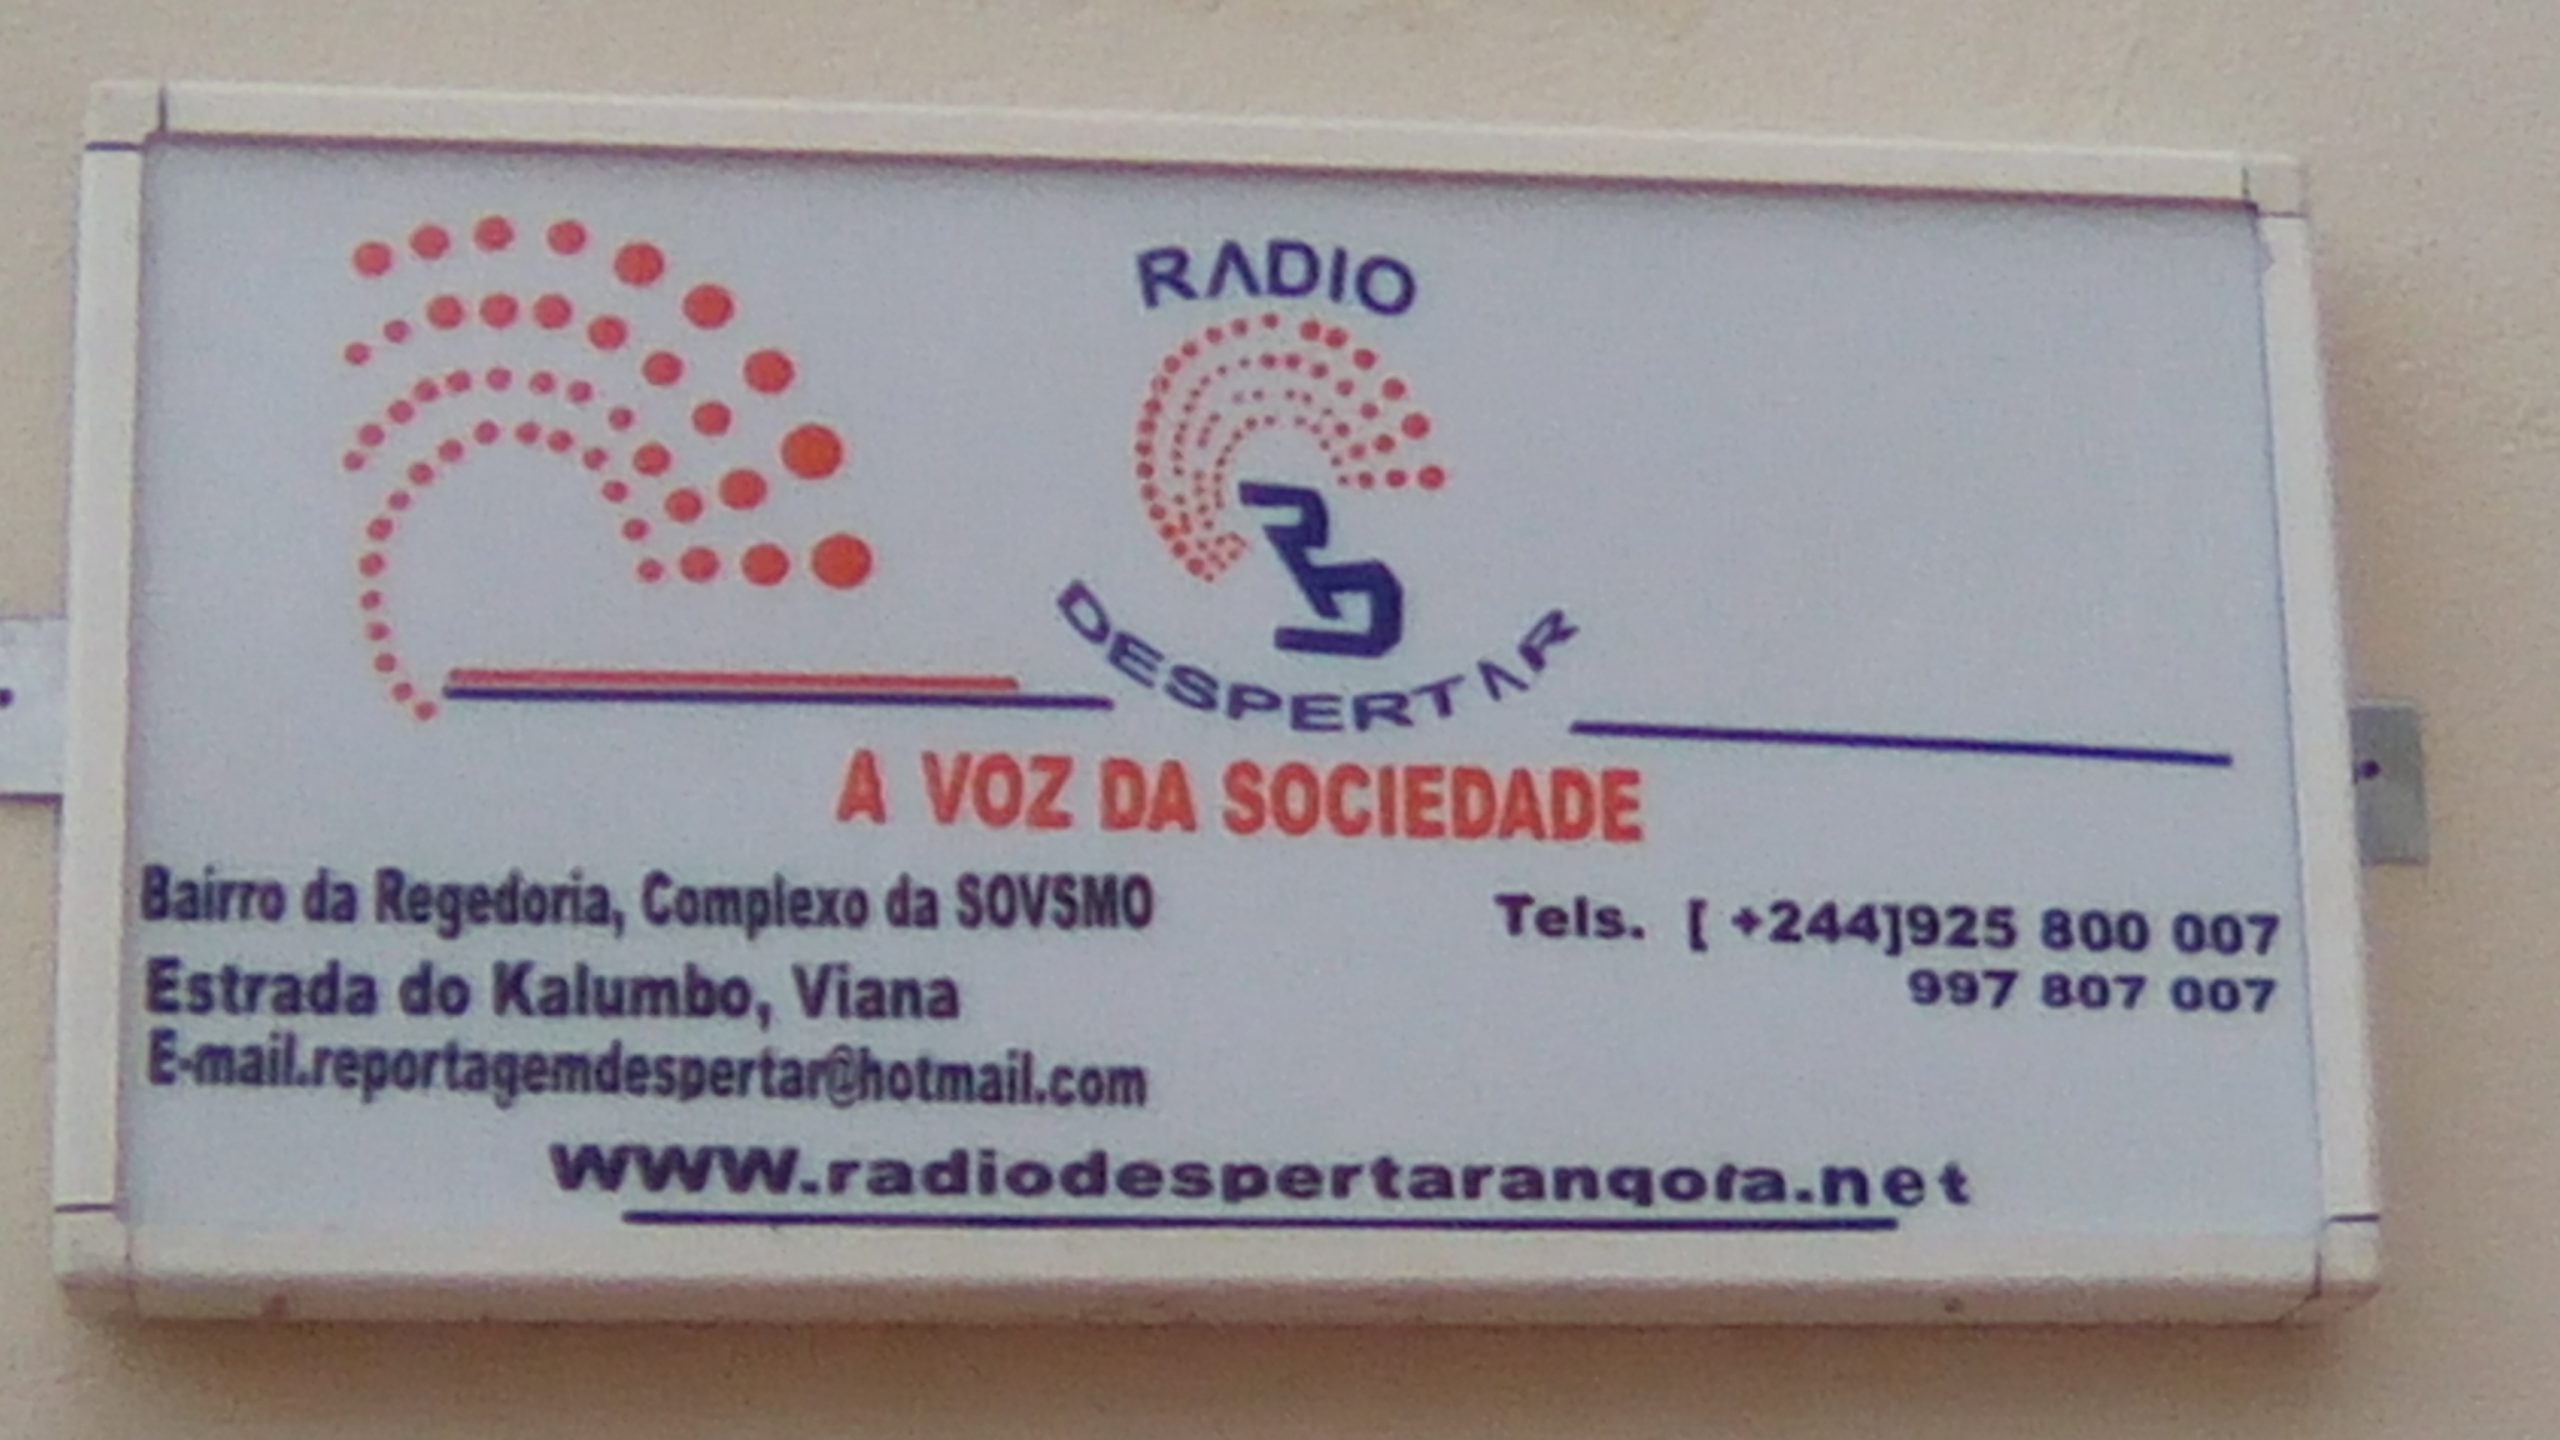 RADIO
DESPERTAR
A VOZ DA SOCIEDADE
Bairro da Regedoria, Complexo da SOVSMO
Estrada do Kalumbo, Viana
E-mail.reportagemdespertar@hotmail.com
Tels. [ +244]925 800 007
997 807 007
www.radiodespertarangola.net